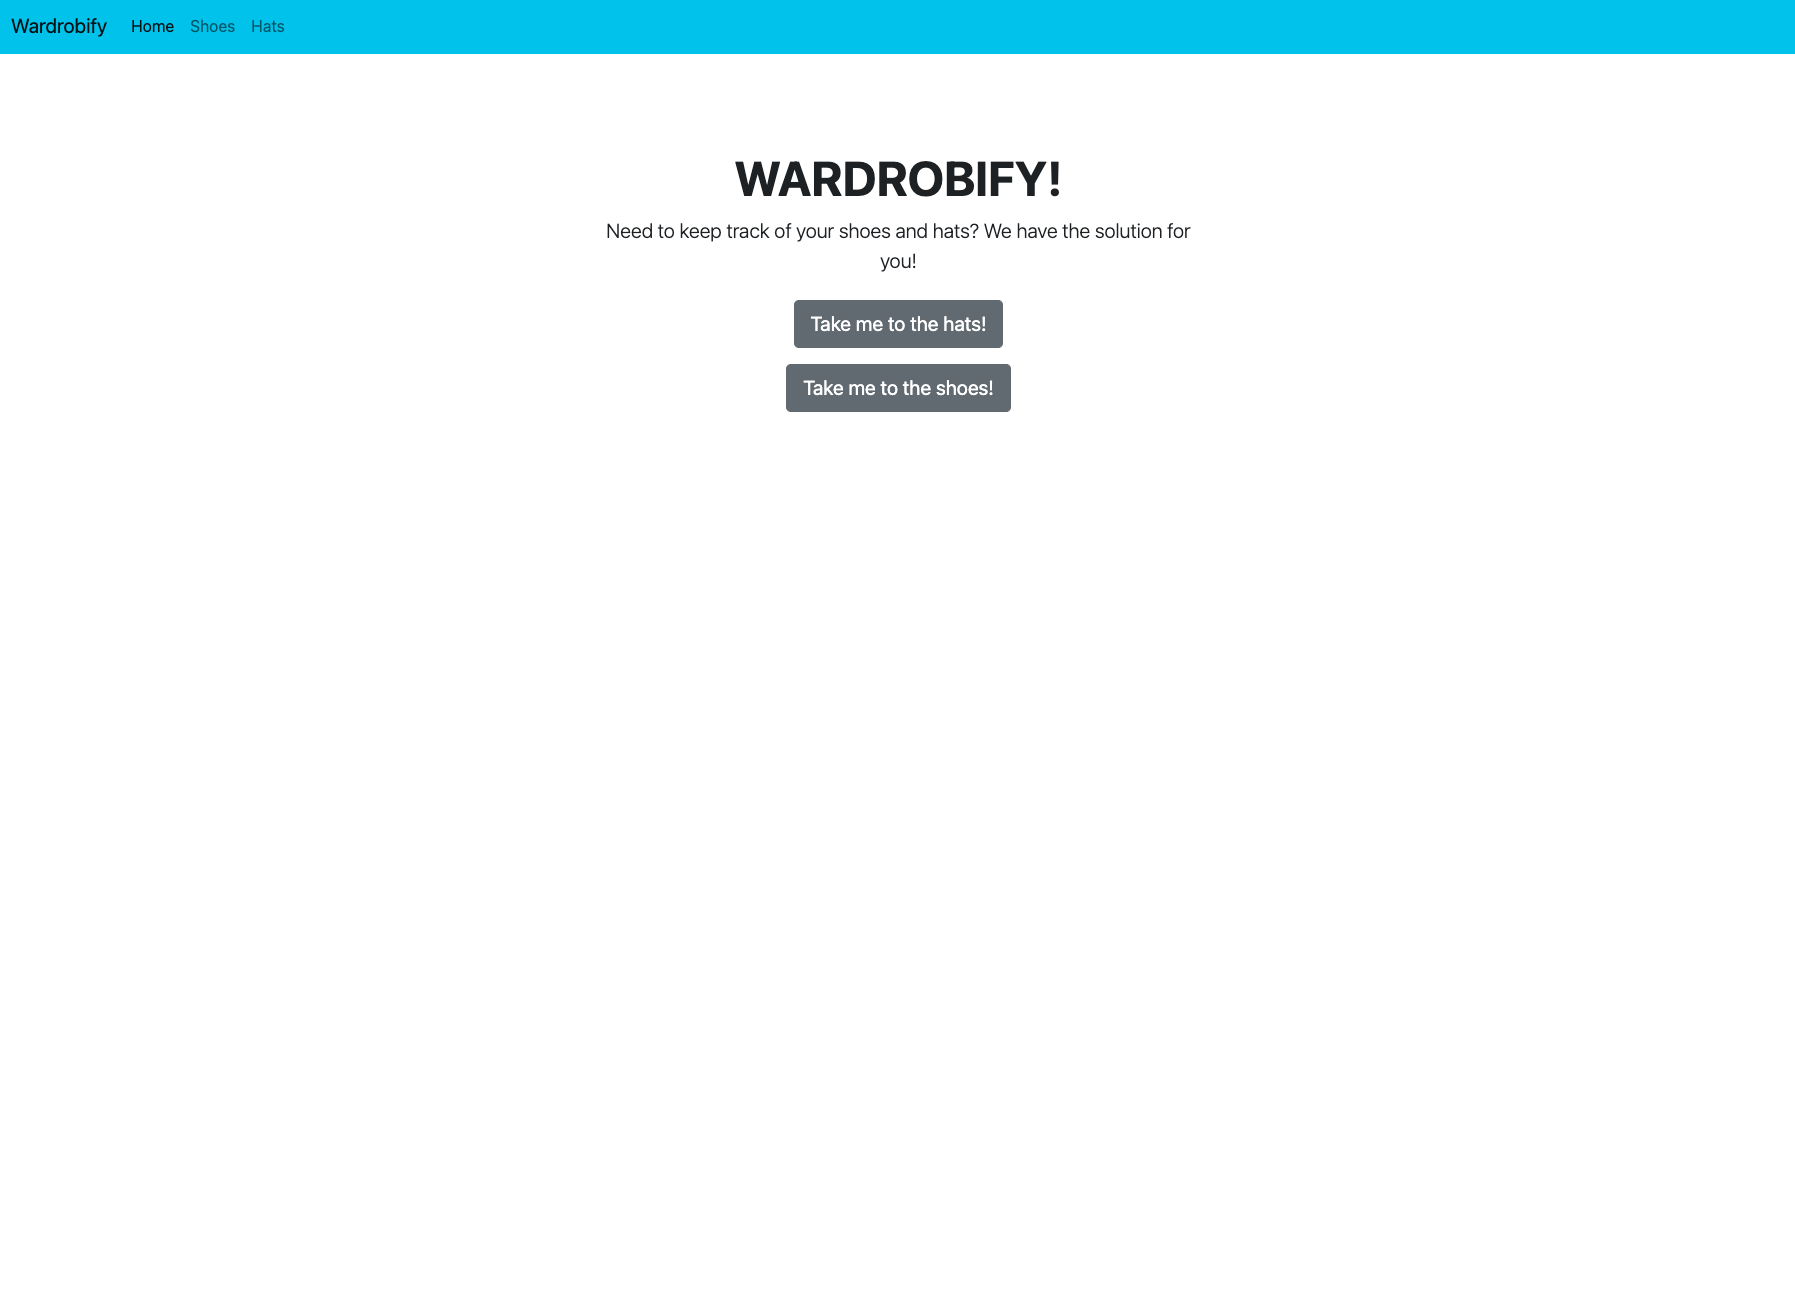 Wardrobify Home Shoes Hats
WARDROBIFY!
Need to keep track of your shoes and hats? We have the solution for
you!
Take me to the hats!
Take me to the shoes!